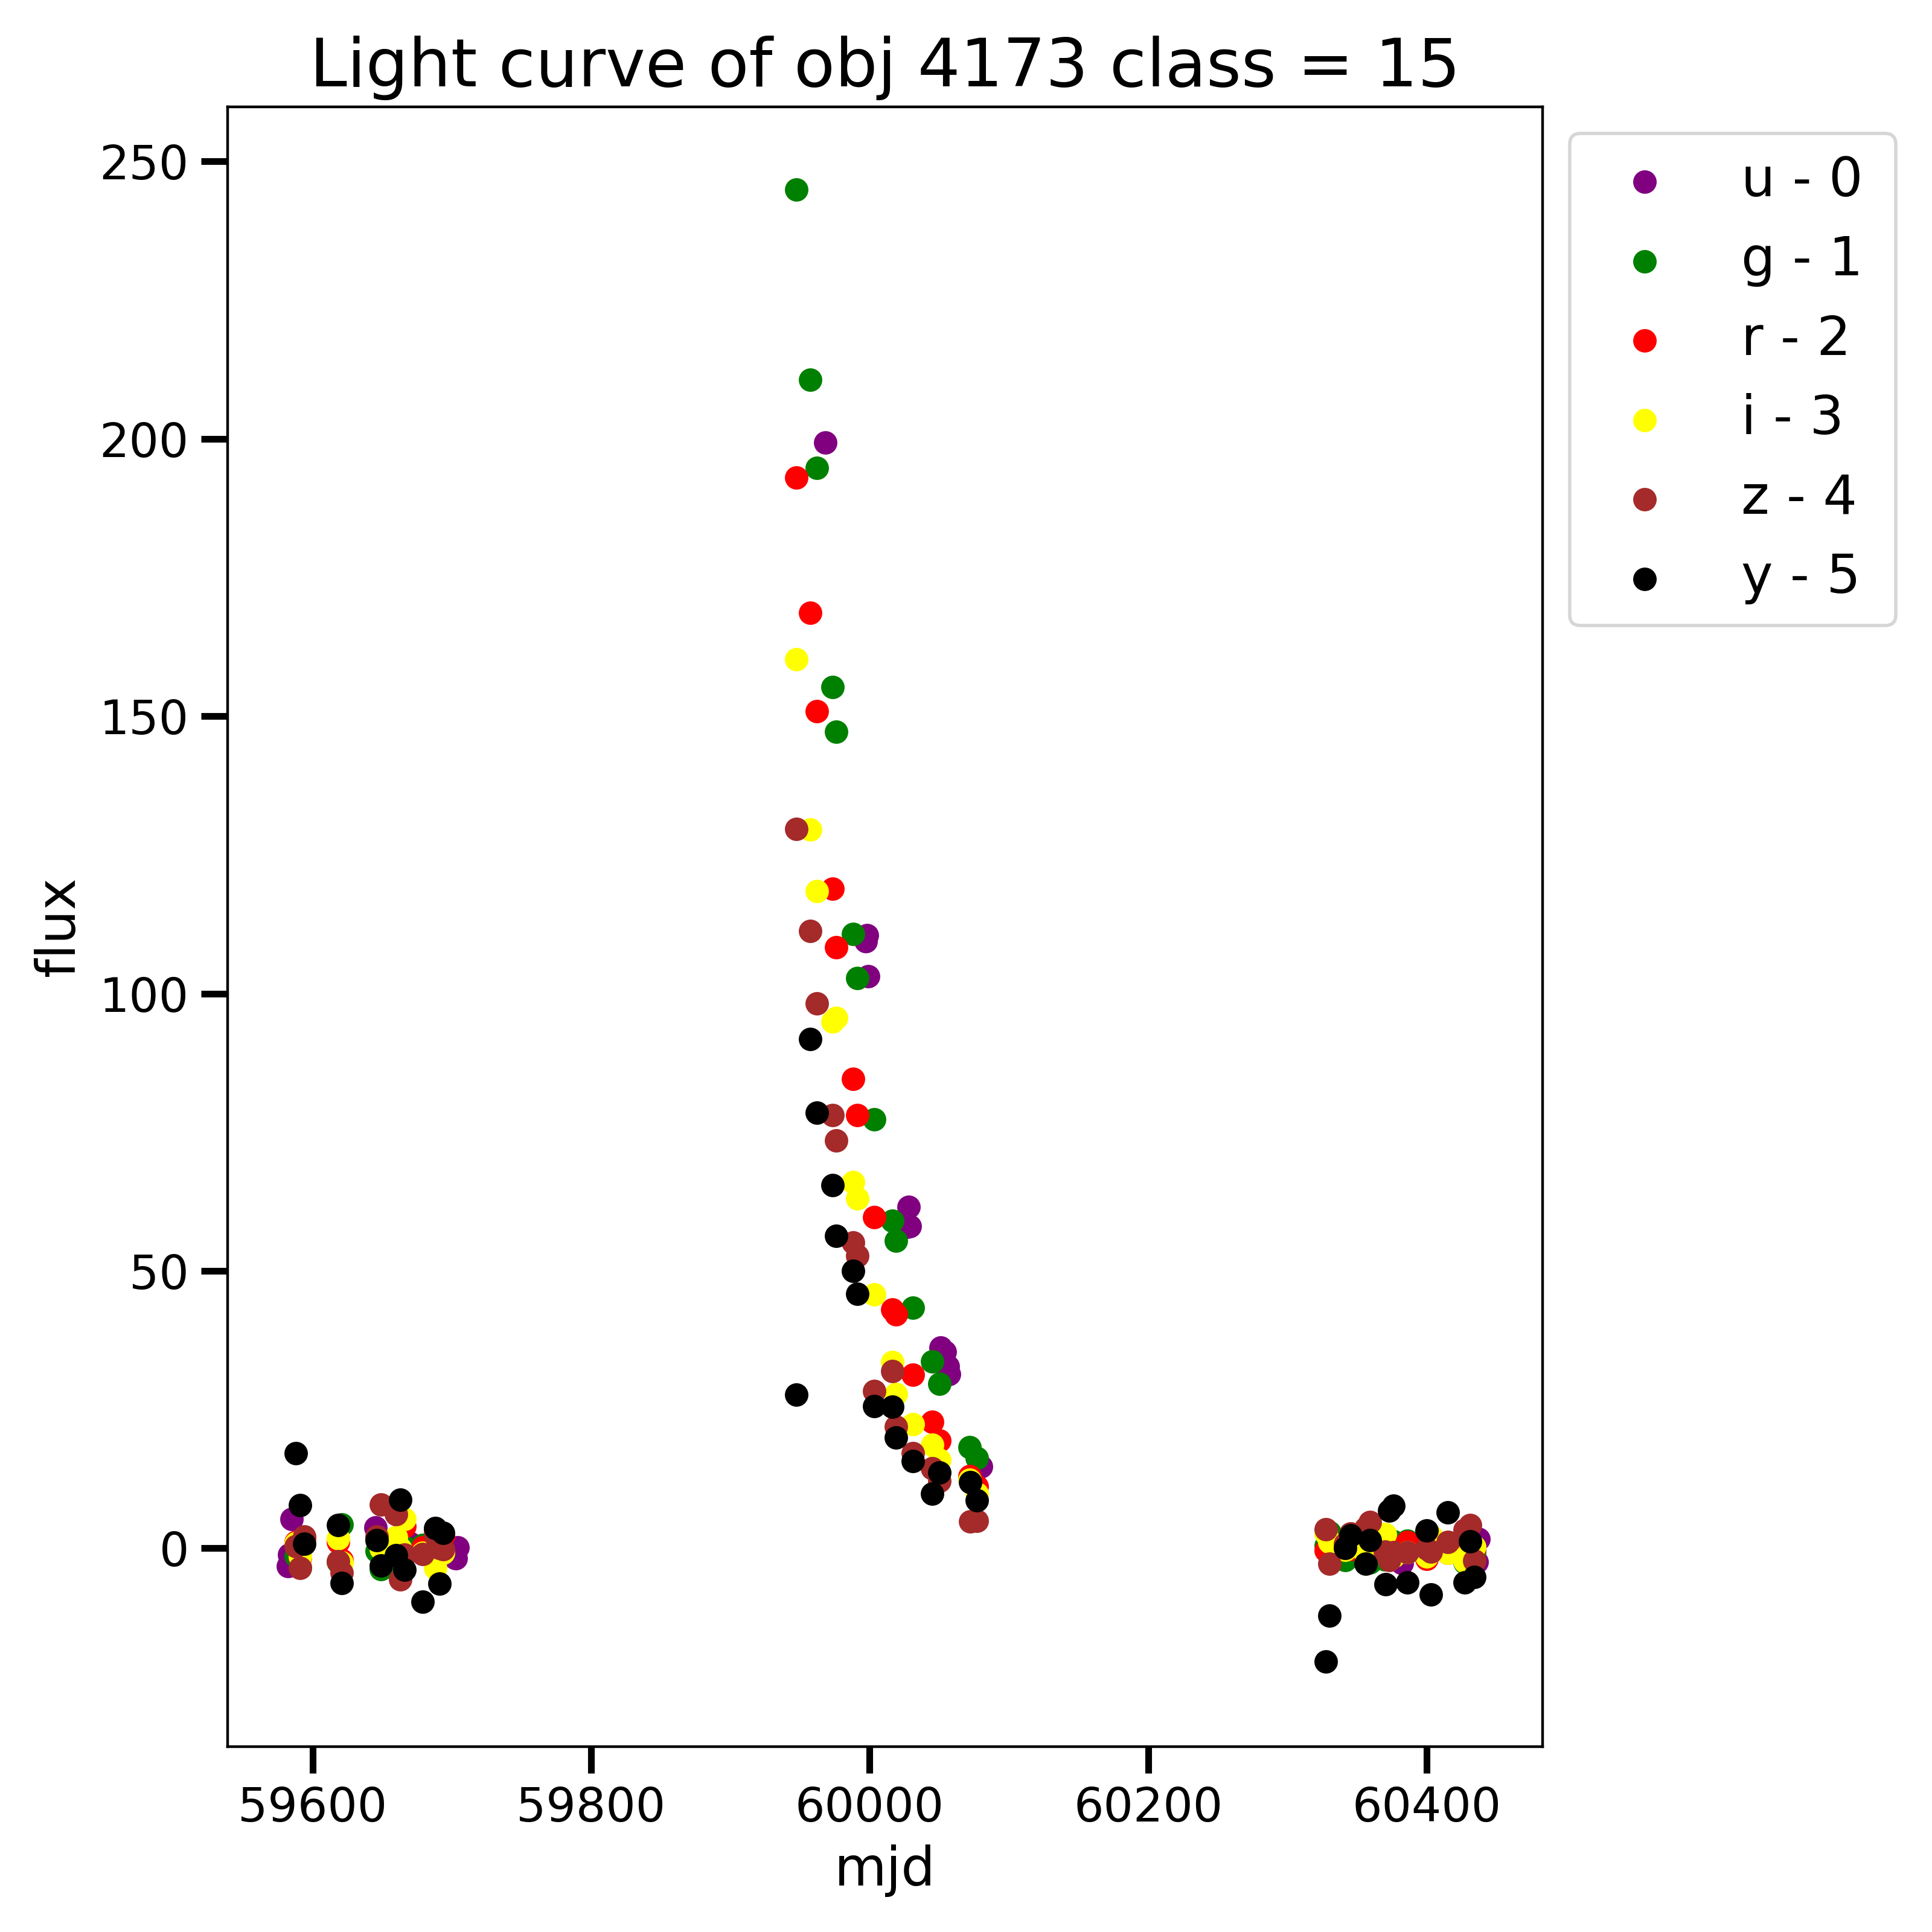 Light curve of obj 4173 class = 15
250
200
150
100
50
0
flux
59600
59800
60000
60200
60400
mjd
u - 0
g - 1
r - 2
i - 3
z - 4
y - 5